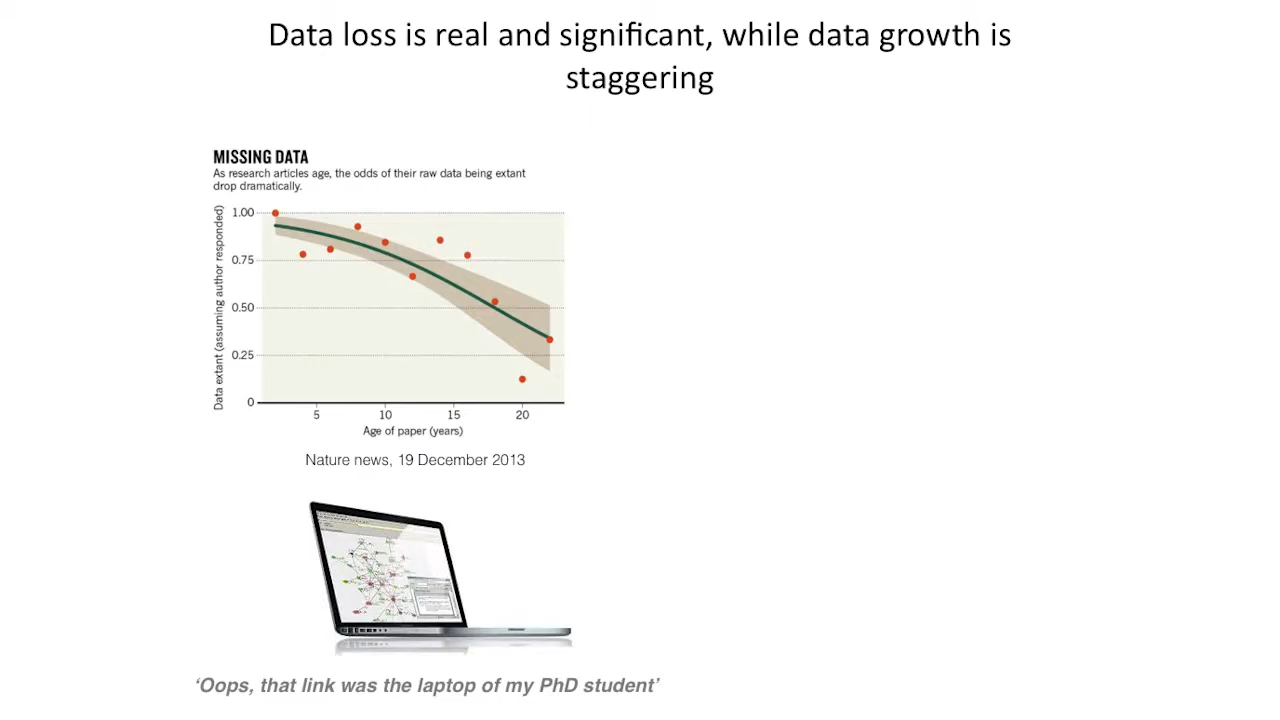 Data loss is real and significant, while data growth is
staggering
MISSING DATA
As research articles age, the odds of their raw data being extant
drop dramatically.
Data extant (assuming author responded)
1.00
0.75
0.50
0.25
0
5 10 15 20
Age of paper (years)
Nature news, 19 December 2013
‘Oops, that link was the laptop of my PhD student’